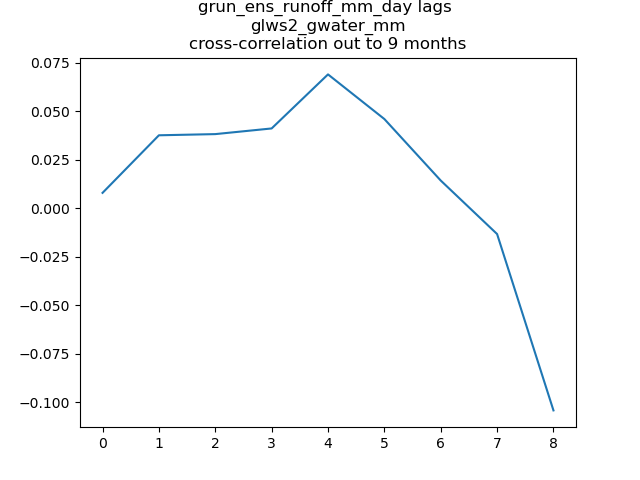 grun_ens_runoff_mm_day lags
glws2_gwater_mm
cross-correlation out to 9 months
0.075
0.050
0.025
0.000
−0.025
−0.050
−0.075
−0.100
0 1 2 3 4 5 6 7 8